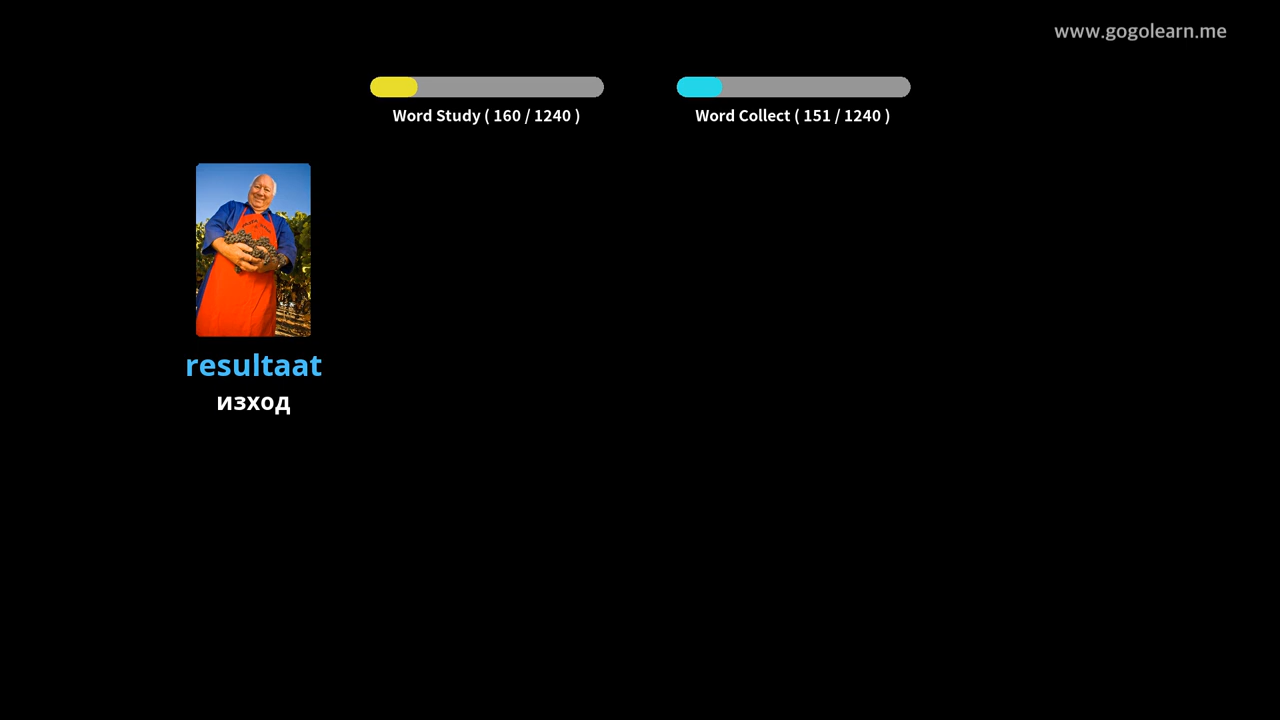 www.gogolearn.me
Word Study ( 160 / 1240 )
Word Collect ( 151 / 1240 )
resultaat
изход